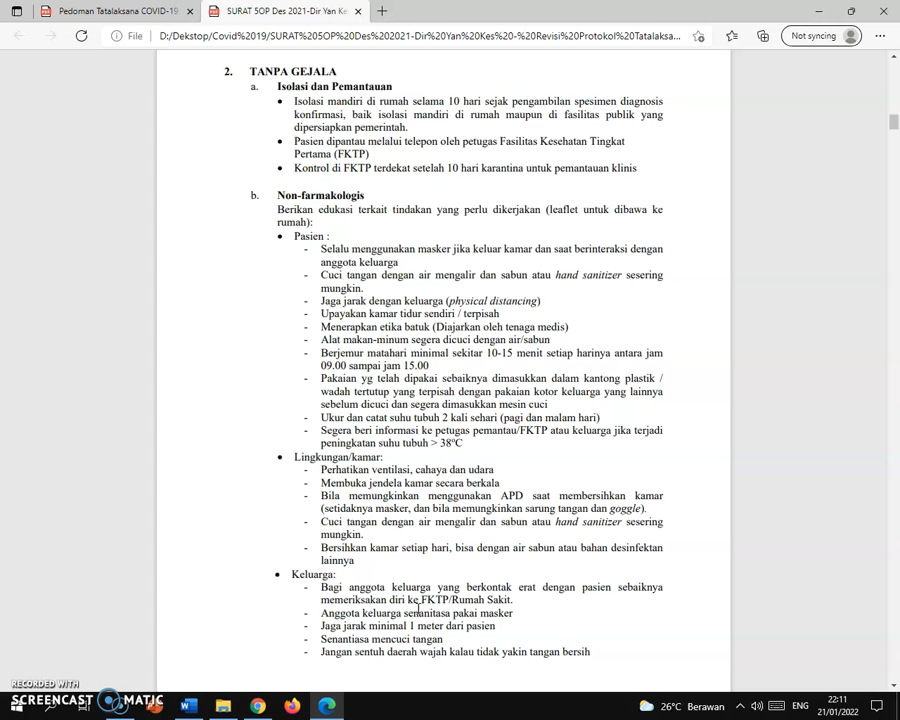 Pedoman Tatalaksana COVID-19
SURAT 5OP Des 2021-Dir Yan Ke
File
D:/Dekstop/Covid%2019/SURAT%205OP%20Des%202021-Dir%20Yan%20Kes%20-%20Revisi%20Protokol%20Tatalaksa...
Not syncing
2. TANPA GEJALA
a. Isolasi dan Pemantauan
• Isolasi mandiri di rumah selama 10 hari sejak pengambilan spesimen diagnosis
konfirmasi, baik isolasi mandiri di rumah maupun di fasilitas publik yang
dipersiapkan pemerintah.
• Pasien dipantau melalui telepon oleh petugas Fasilitas Kesehatan Tingkat
Pertama (FKTP)
• Kontrol di FKTP terdekat setelah 10 hari karantina untuk pemantauan klinis
b. Non-farmakologis
Berikan edukasi terkait tindakan yang perlu dikerjakan (leaflet untuk dibawa ke
rumah):
• Pasien :
- Selalu menggunakan masker jika keluar kamar dan saat berinteraksi dengan
anggota keluarga
- Cuci tangan dengan air mengalir dan sabun atau hand sanitizer sesering
mungkin.
- Jaga jarak dengan keluarga (physical distancing)
- Upayakan kamar tidur sendiri / terpisah
- Menerapkan etika batuk (Diajarkan oleh tenaga medis)
- Alat makan-minum segera dicuci dengan air/sabun
- Berjemur matahari minimal sekitar 10-15 menit setiap harinya antara jam
09.00 sampai jam 15.00
- Pakaian yg telah dipakai sebaiknya dimasukkan dalam kantong plastik /
wadah tertutup yang terpisah dengan pakaian kotor keluarga yang lainnya
sebelum dicuci dan segera dimasukkan mesin cuci
- Ukur dan catat suhu tubuh 2 kali sehari (pagi dan malam hari)
- Segera beri informasi ke petugas pemantau/FKTP atau keluarga jika terjadi
peningkatan suhu tubuh > 38°C
• Lingkungan/kamar:
- Perhatikan ventilasi, cahaya dan udara
- Membuka jendela kamar secara berkala
- Bila memungkinkan menggunakan APD saat membersihkan kamar
(setidaknya masker, dan bila memungkinkan sarung tangan dan goggle).
- Cuci tangan dengan air mengalir dan sabun atau hand sanitizer sesering
mungkin.
- Bersihkan kamar setiap hari, bisa dengan air sabun atau bahan desinfektan
lainnya
• Keluarga:
- Bagi anggota keluarga yang berkontak erat dengan pasien sebaiknya
memeriksakan diri ke FKTP/Rumah Sakit.
- Anggota keluarga senanitasa pakai masker
- Jaga jarak minimal 1 meter dari pasien
- Senantiasa mencuci tangan
- Jangan sentuh daerah wajah kalau tidak yakin tangan bersih
RECORDED WITH
SCREENCAST MATIC
26°C Berawan
ENG
22:11
21/01/2022